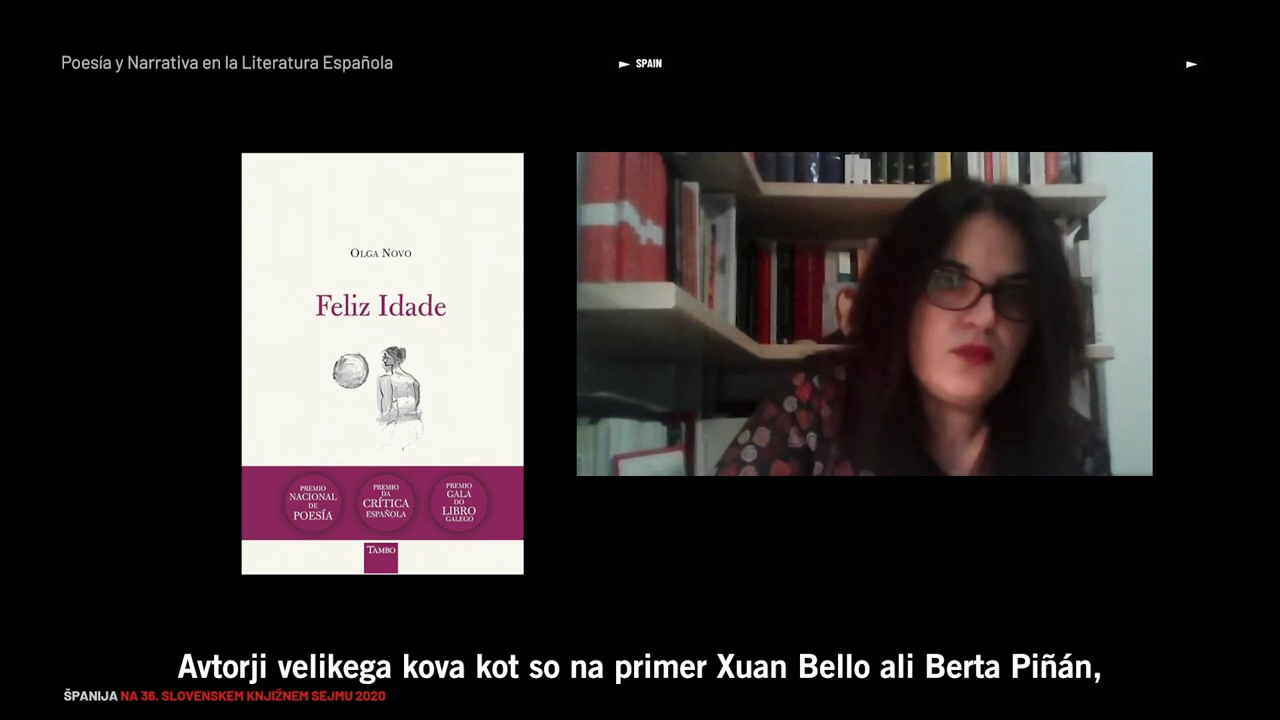 Poesía y Narrativa en la Literatura Española
SPAIN
OLGA NOVO
Feliz Idade
PREMIO
NACIONAL
DE
POESÍA
PREMIO
DA
CRÍTICA
ESPAÑOLA
PREMIO
GALA
DO
LIBRO
GALEGO
TAMBO
Avtorji velikega kova kot so na primer Xuan Bello ali Berta Piñán,
ŠPANIJA NA 36. SLOVENSKEM KNJIŽNEM SEJMU 2020